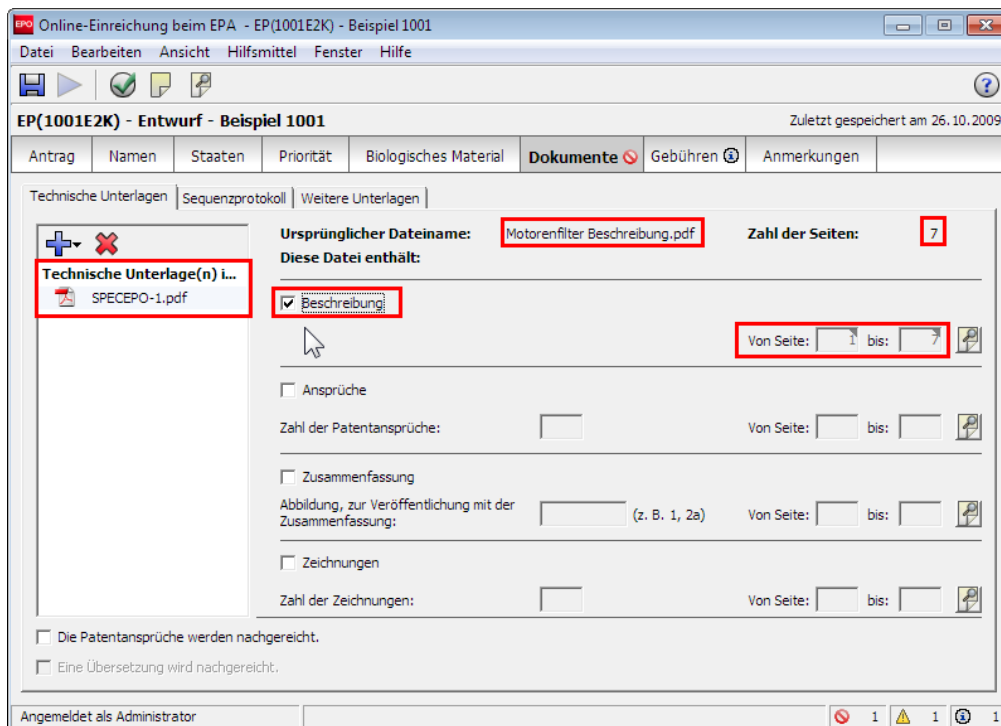 EPO Online-Einreichung beim EPA - EP(1001E2K) - Beispiel 1001
Datei Bearbeiten Ansicht Hilfsmittel Fenster Hilfe
EP(1001E2K) - Entwurf - Beispiel 1001 Zuletzt gespeichert am 26.10.2009
Antrag Namen Staaten Priorität Biologisches Material Dokumente Gebühren Anmerkungen
Technische Unterlagen Sequenzprotokoll Weitere Unterlagen
Ursprünglicher Dateiname: Motorenfilter Beschreibung.pdf Zahl der Seiten: 7
Diese Datei enthält:
Technische Unterlage(n) i...
SPECEPO-1.pdf
Beschreibung
Von Seite: 1 bis: 7
Ansprüche
Zahl der Patentansprüche: Von Seite: bis:
Zusammenfassung
Abbildung, zur Veröffentlichung mit der
Zusammenfassung: (z. B. 1, 2a) Von Seite: bis:
Zeichnungen
Zahl der Zeichnungen: Von Seite: bis:
Die Patentansprüche werden nachgereicht.
Eine Übersetzung wird nachgereicht.
Angemeldet als Administrator 1 1 1